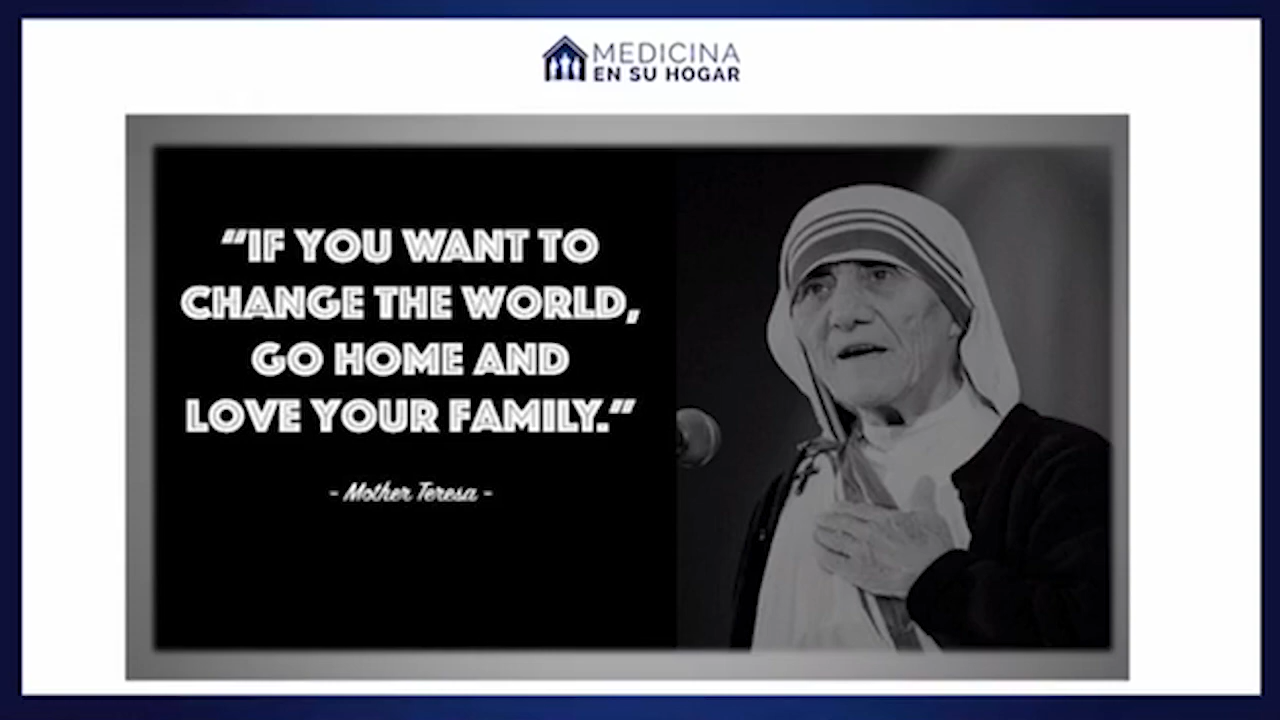 MEDICINA
EN SU HOGAR
“IF YOU WANT TO
CHANGE THE WORLD,
GO HOME AND
LOVE YOUR FAMILY.”
- Mother Teresa -